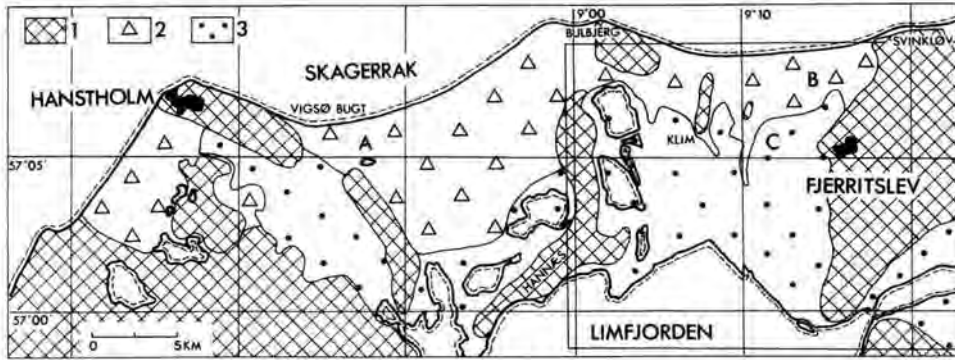 1 2 3
9°00 9°10
BULBJERG
SKAGERRAK
SVINKLØV
HANSTHOLM
VIGSØ BUGT
B
A
KLIM
C
57°05
FJERRITSLEV
HANNÆS
57°00
0 5KM
LIMFJORDEN